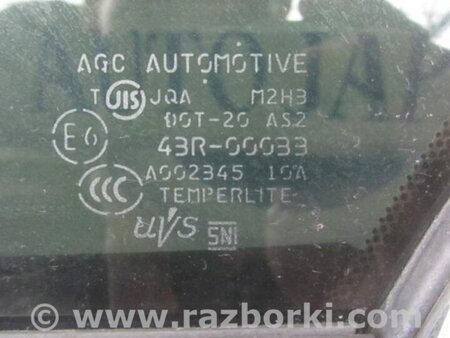 AGC AUTOMOTIVE
T JIS JQA M2H3
DOT-20 AS2
E6 43R-00033
CCC A002345 10A
TEMPERLITE
UVS SNI
© www.razborki.com